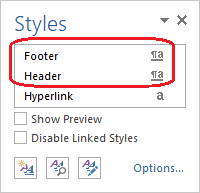 Styles
Footer ¶a
Header ¶a
Hyperlink a
Show Preview
Disable Linked Styles
Options...